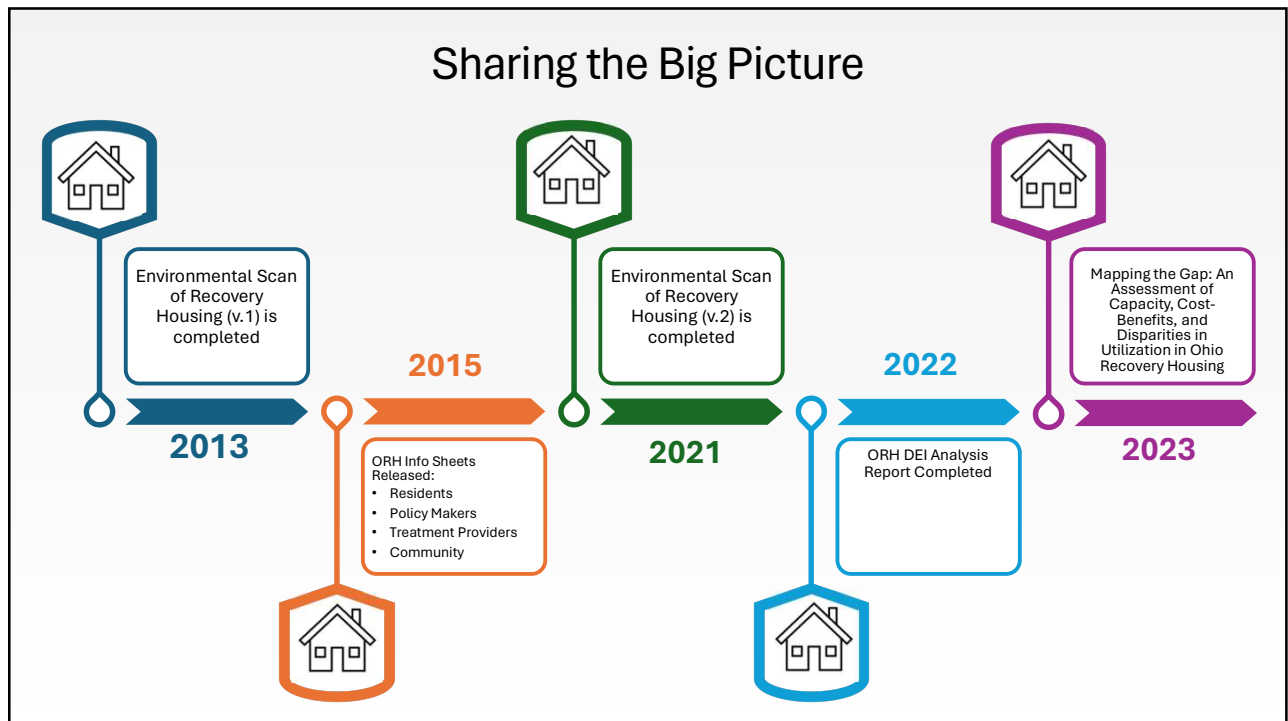 Sharing the Big Picture
Environmental Scan
of Recovery
Housing (v.1) is
completed
2013
2015
ORH Info Sheets
Released:
• Residents
• Policy Makers
• Treatment Providers
• Community
Environmental Scan
of Recovery
Housing (v.2) is
completed
2021
2022
ORH DEI Analysis
Report Completed
Mapping the Gap: An
Assessment of
Capacity, Cost-
Benefits, and
Disparities in
Utilization in Ohio
Recovery Housing
2023